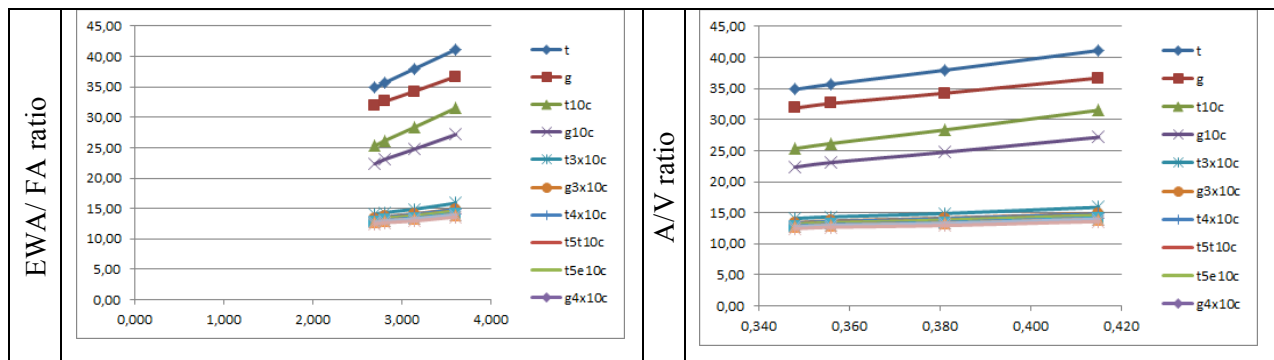 EWA/ FA ratio
45,00
40,00
35,00
30,00
25,00
20,00
15,00
10,00
5,00
0,00
0,000 1,000 2,000 3,000 4,000
t
g
t10c
g10c
t3x10c
g3x10c
t4x10c
t5t10c
t5e10c
g4x10c
A/V ratio
45,00
40,00
35,00
30,00
25,00
20,00
15,00
10,00
5,00
0,00
0,340 0,360 0,380 0,400 0,420
t
g
t10c
g10c
t3x10c
g3x10c
t4x10c
t5t10c
t5e10c
g4x10c